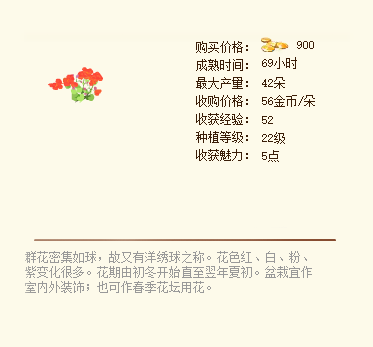 购买价格： 900
成熟时间： 69小时
最大产量： 42朵
收购价格： 56金币/朵
收获经验： 52
种植等级： 22级
收获魅力： 5点
群花密集如球，故又有洋绣球之称。花色红、白、粉、
紫变化很多。花期由初冬开始直至翌年夏初。盆栽宜作
室内外装饰；也可作春季花坛用花。